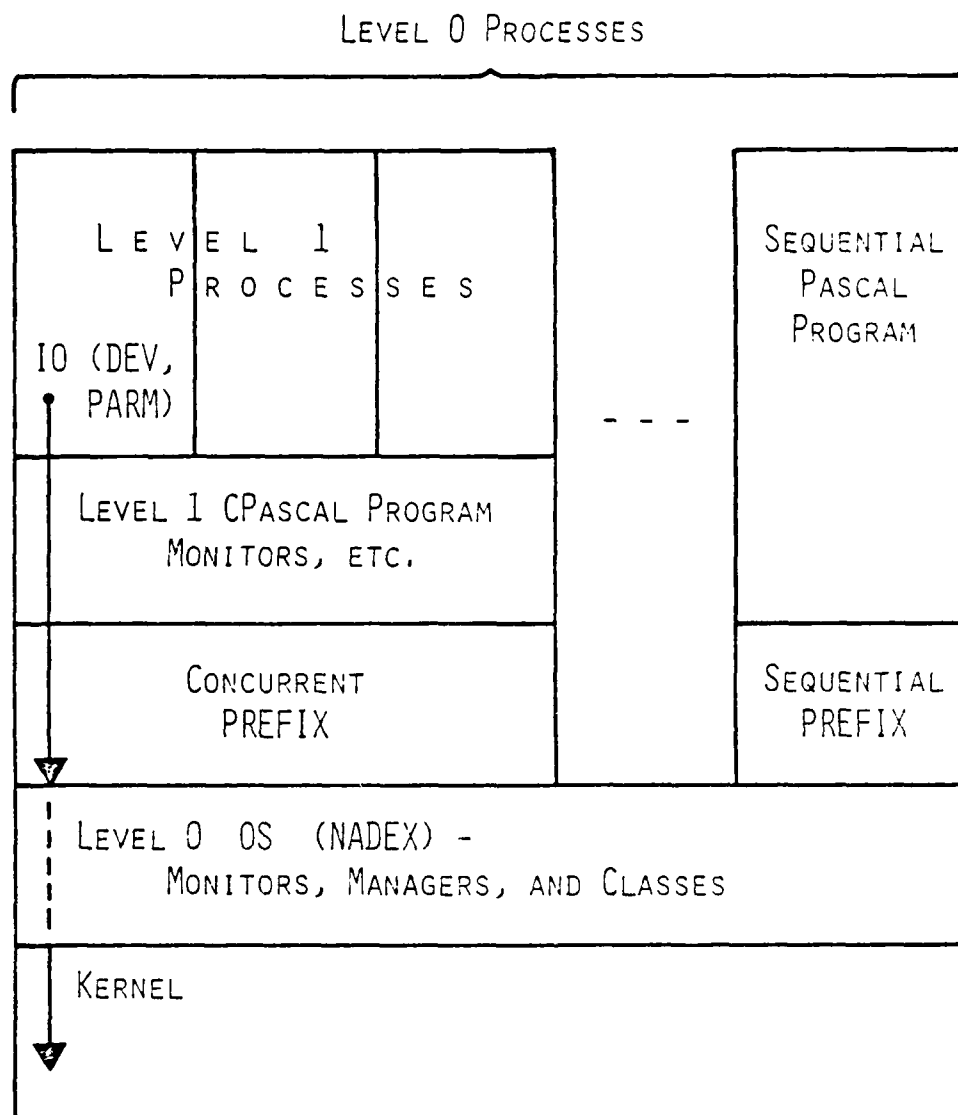 LEVEL 0 PROCESSES
LEVEL 1
PROCESSES
IO (DEV,
PARM)
SEQUENTIAL
PASCAL
PROGRAM
- - -
LEVEL 1 CPASCAL PROGRAM
MONITORS, ETC.
CONCURRENT
PREFIX
SEQUENTIAL
PREFIX
LEVEL 0 OS (NADEX) -
MONITORS, MANAGERS, AND CLASSES
KERNEL